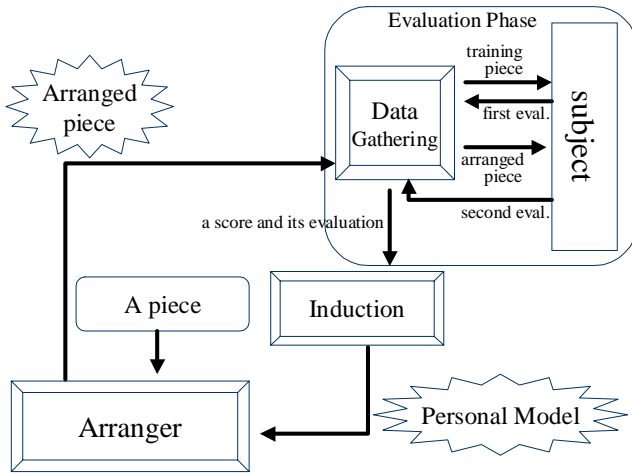 Evaluation Phase
training
piece
first eval.
arranged
piece
second eval.
subject
Data
Gathering
Arranged
piece
a score and its evaluation
A piece
Induction
Arranger
Personal Model